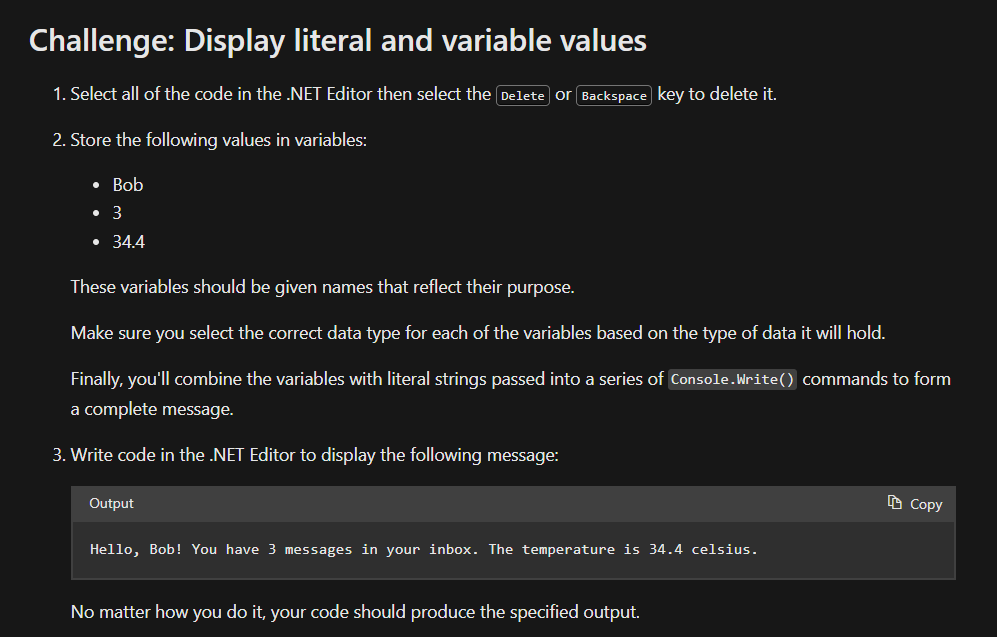 Challenge: Display literal and variable values
1. Select all of the code in the .NET Editor then select the Delete or Backspace key to delete it.
2. Store the following values in variables:
• Bob
• 3
• 34.4
These variables should be given names that reflect their purpose.
Make sure you select the correct data type for each of the variables based on the type of data it will hold.
Finally, you'll combine the variables with literal strings passed into a series of Console.Write() commands to form
a complete message.
3. Write code in the .NET Editor to display the following message:
Output Copy
Hello, Bob! You have 3 messages in your inbox. The temperature is 34.4 celsius.
No matter how you do it, your code should produce the specified output.